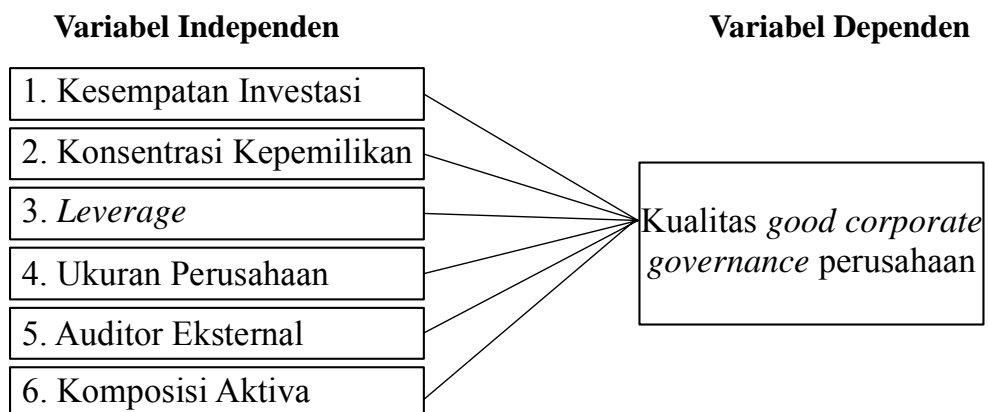 Variabel Independen
Variabel Dependen
1. Kesempatan Investasi
2. Konsentrasi Kepemilikan
3. Leverage
4. Ukuran Perusahaan
5. Auditor Eksternal
6. Komposisi Aktiva
Kualitas good corporate
governance perusahaan